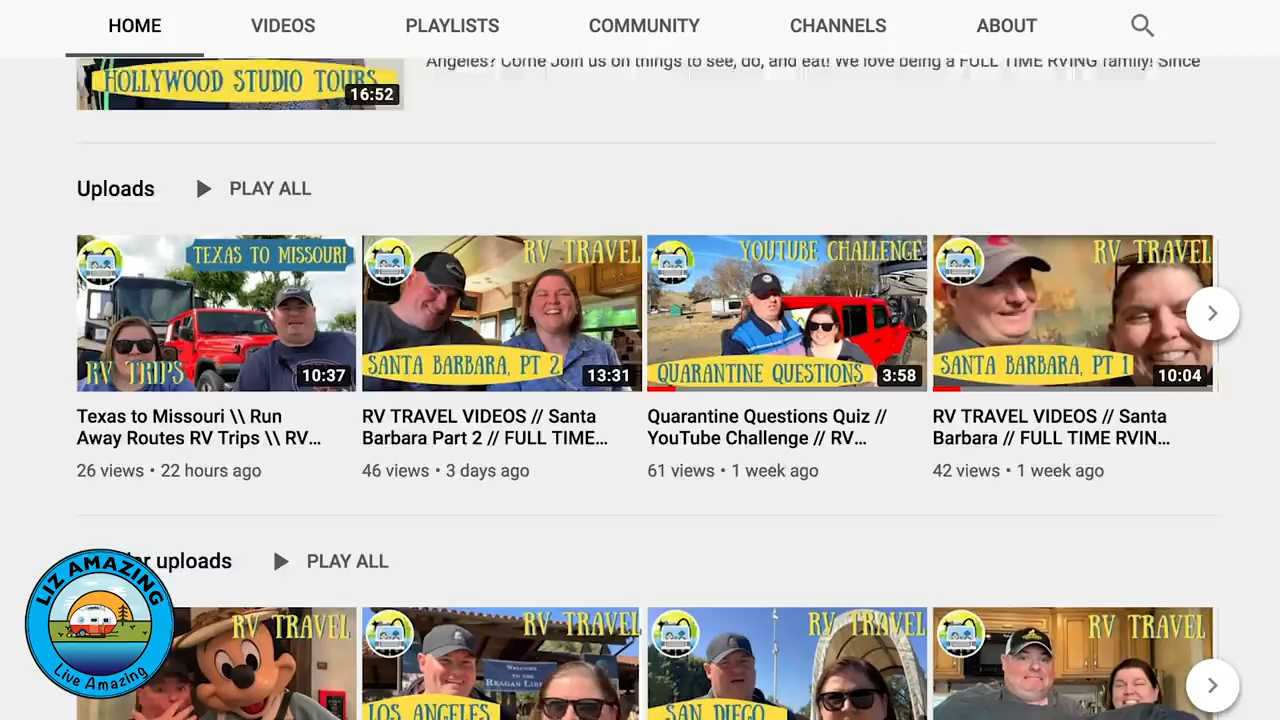 HOME VIDEOS PLAYLISTS COMMUNITY CHANNELS ABOUT
Angeles? Come Join us on things to see, do, and eat! We love being a FULL TIME RVING family! Since
HOLLYWOOD STUDIO TOURS
16:52
Uploads PLAY ALL
TEXAS TO MISSOURI
RV TRIPS
10:37
RV TRAVEL
SANTA BARBARA, PT 2
13:31
YOUTUBE CHALLENGE
QUARANTINE QUESTIONS
3:58
RV TRAVEL
SANTA BARBARA, PT 1
10:04
Texas to Missouri \\ Run
Away Routes RV Trips \\ RV...
26 views • 22 hours ago
RV TRAVEL VIDEOS // Santa
Barbara Part 2 // FULL TIME...
46 views • 3 days ago
Quarantine Questions Quiz //
YouTube Challenge // RV...
61 views • 1 week ago
RV TRAVEL VIDEOS // Santa
Barbara // FULL TIME RVIN...
42 views • 1 week ago
uploads PLAY ALL
LIZ AMAZING
Live Amazing
RV TRAVEL
RV TRAVEL
WELCOME
TO THE
REAGAN
LOS ANGELES
RV TRAVEL
SAN DIEGO
RV TRAVEL